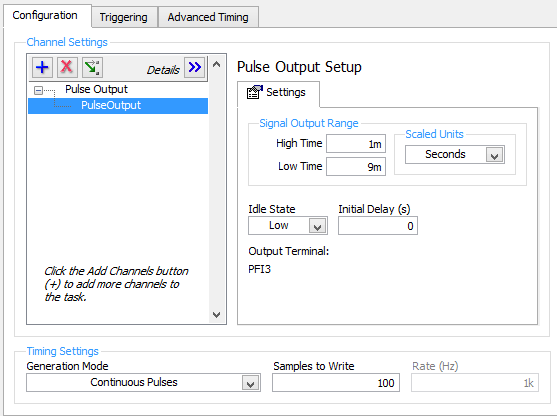 Configuration
Triggering
Advanced Timing
Channel Settings
Details
Pulse Output
PulseOutput
Click the Add Channels button
(+) to add more channels to
the task.
Pulse Output Setup
Settings
Signal Output Range
High Time 1m
Low Time 9m
Scaled Units
Seconds
Idle State
Low
Initial Delay (s)
0
Output Terminal:
PFI3
Timing Settings
Generation Mode
Continuous Pulses
Samples to Write
100
Rate (Hz)
1k